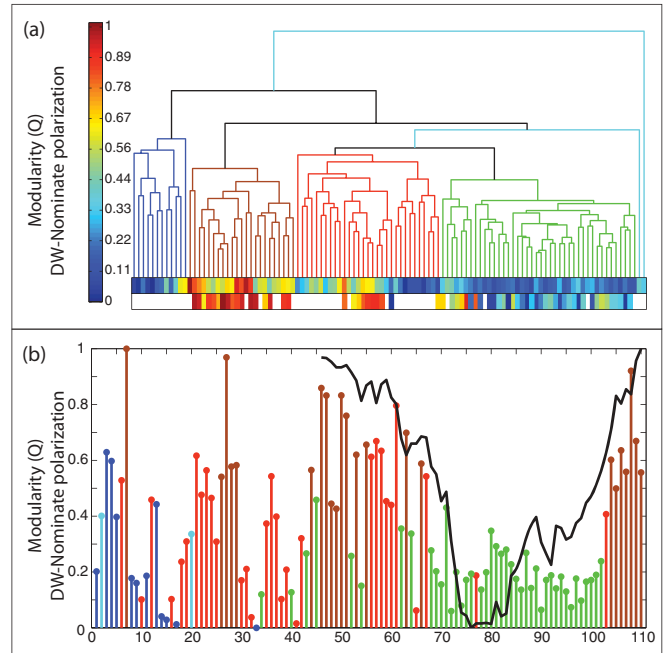 (a)
Modularity (Q)
DW-Nominate polarization
1
0.89
0.78
0.67
0.56
0.44
0.33
0.22
0.11
0
(b)
Modularity (Q)
DW-Nominate polarization
1
0.8
0.6
0.4
0.2
0
0 10 20 30 40 50 60 70 80 90 100 110